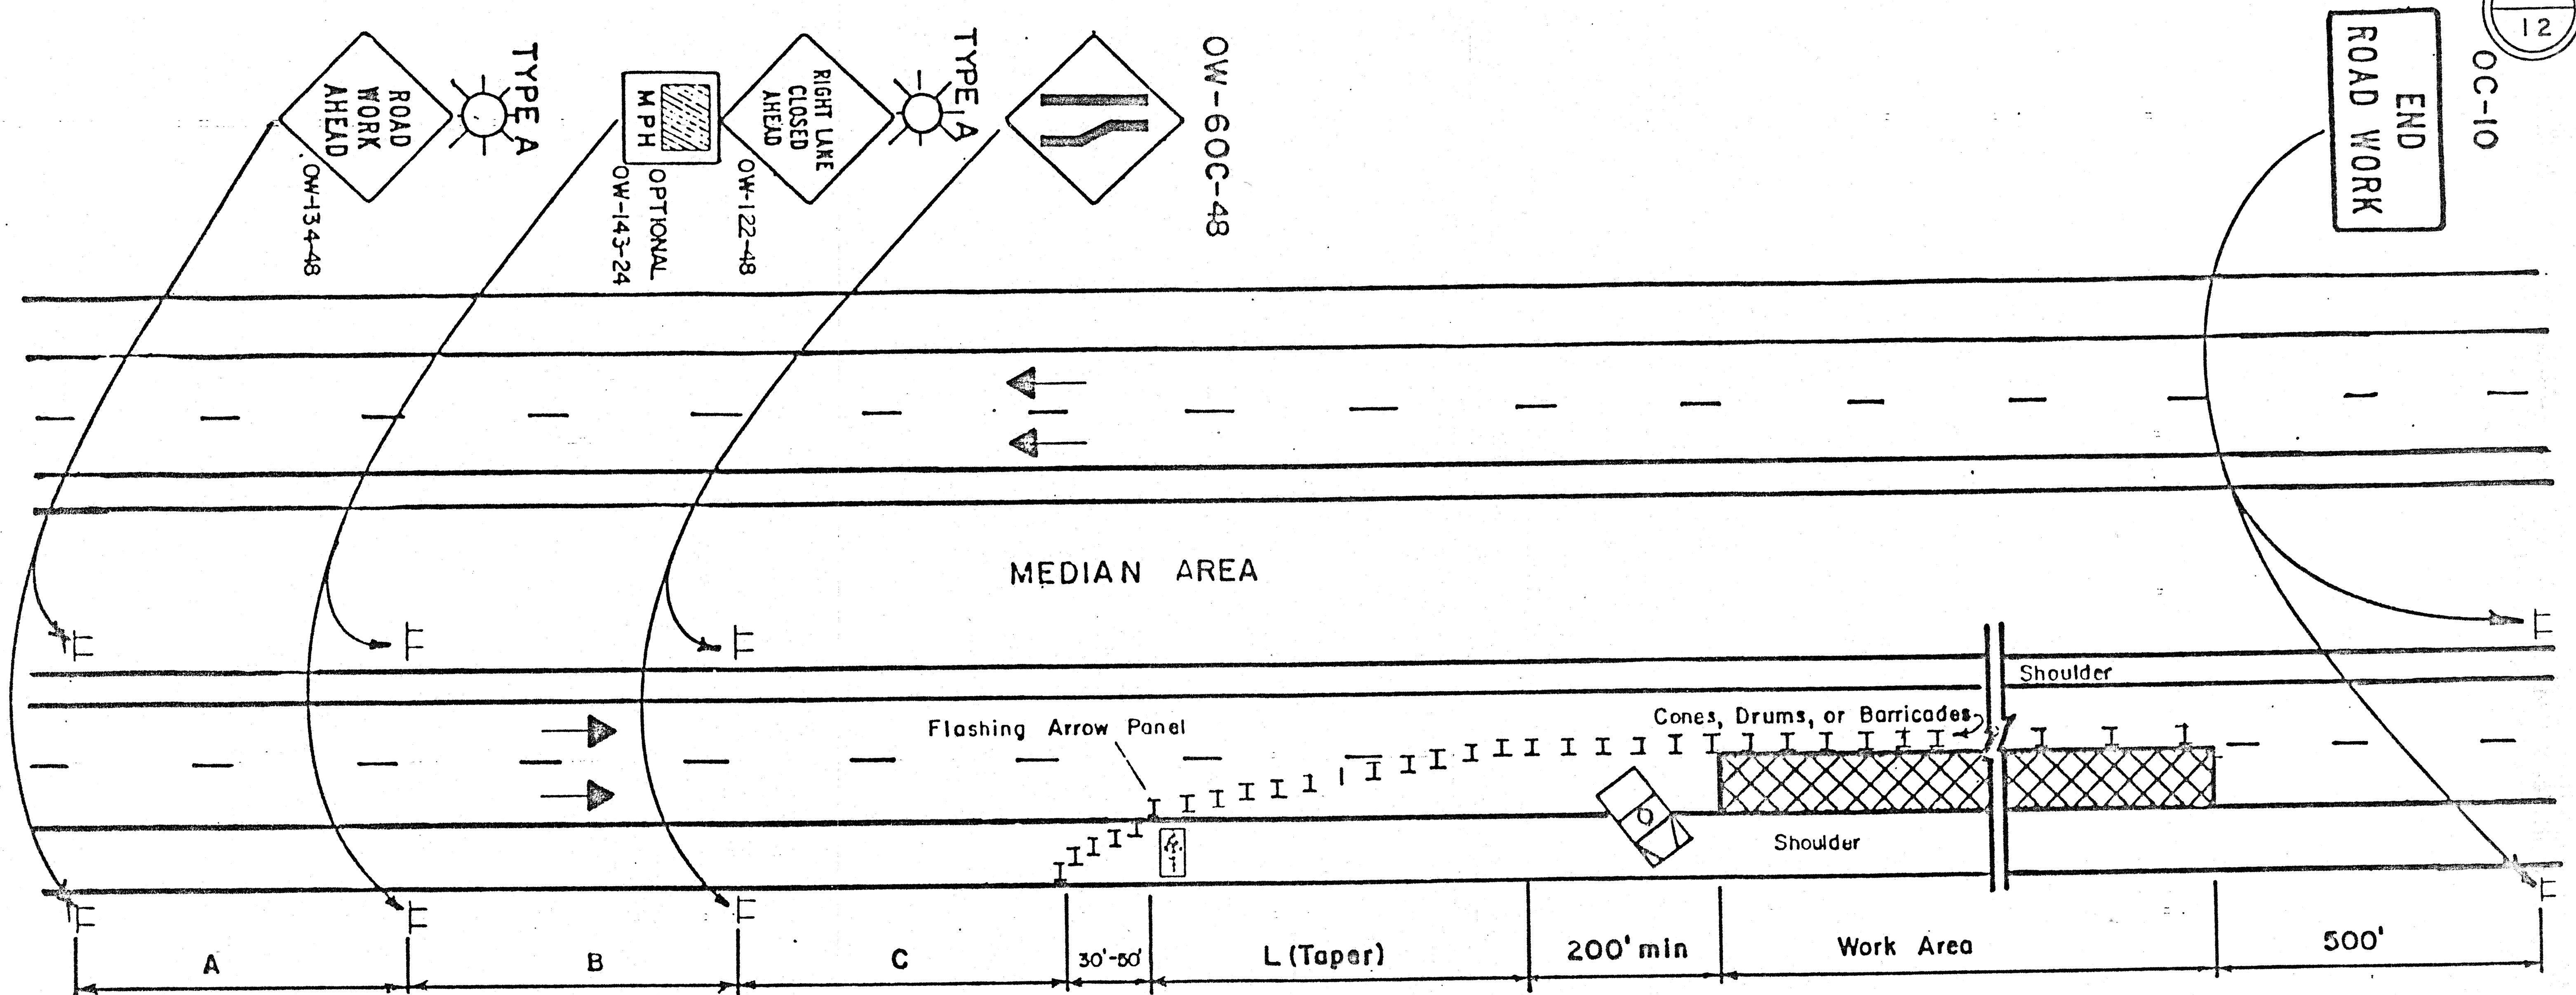 12
TYPE A
ROAD
WORK
AHEAD
OW-134-48
TYPE A
RIGHT LANE
CLOSED
AHEAD
OW-122-48
MPH
OPTIONAL
OW-143-24
OW-60C-48
OC-10
END
ROAD WORK
MEDIAN AREA
Shoulder
Flashing Arrow Panel
Cones, Drums, or Barricades
Shoulder
A
B
C
30'-50'
L (Taper)
200' min
Work Area
500'